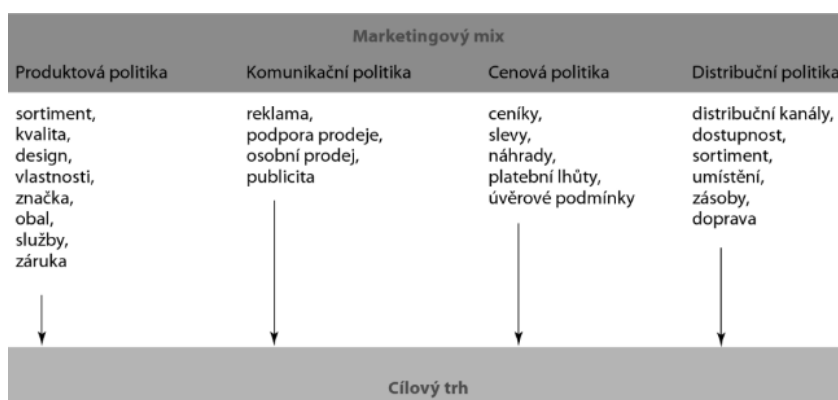 Marketingový mix
Produktová politika
Komunikační politika
Cenová politika
Distribuční politika
sortiment,
kvalita,
design,
vlastnosti,
značka,
obal,
služby,
záruka
reklama,
podpora prodeje,
osobní prodej,
publicita
ceníky,
slevy,
náhrady,
platební lhůty,
úvěrové podmínky
distribuční kanály,
dostupnost,
sortiment,
umístění,
zásoby,
doprava
Cílový trh